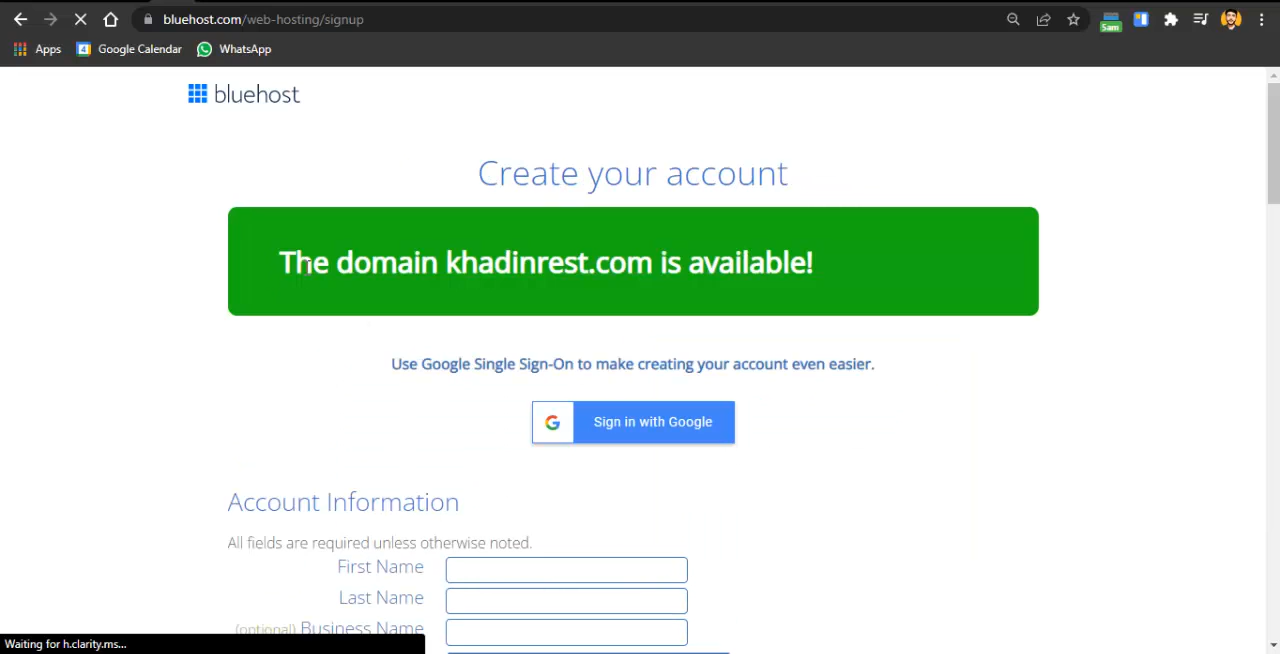 bluehost.com/web-hosting/signup
Sam
Apps
4 Google Calendar
WhatsApp
bluehost
Create your account
The domain khadinrest.com is available!
Use Google Single Sign-On to make creating your account even easier.
G Sign in with Google
Account Information
All fields are required unless otherwise noted.
First Name
Last Name
(optional) Business Name
Waiting for h.clarity.ms...